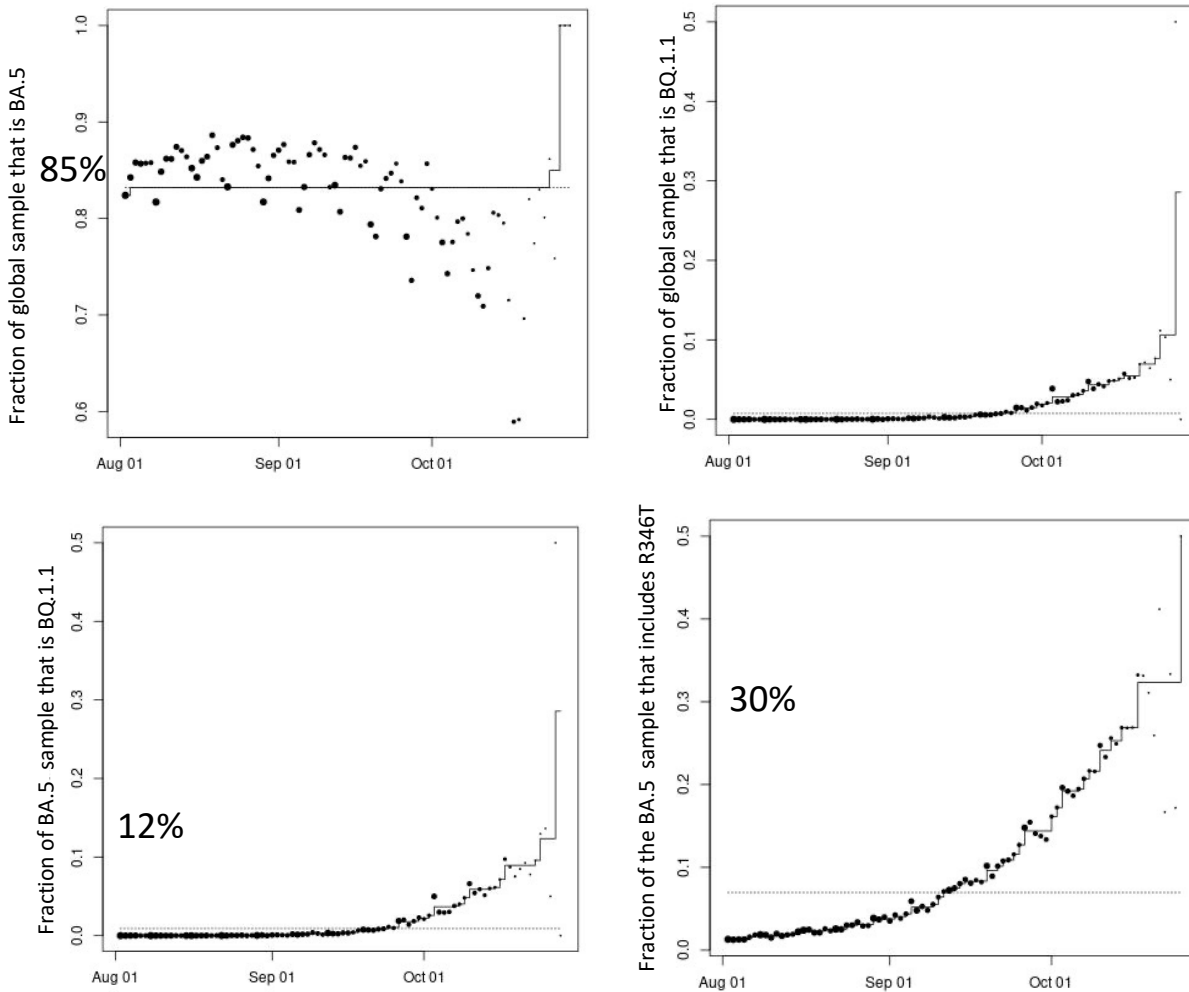 Fraction of global sample that is BA.5
1.0
0.9
0.8
0.7
0.6
85%
Aug 01
Sep 01
Oct 01
Fraction of global sample that is BQ.1.1
0.5
0.4
0.3
0.2
0.1
0.0
Aug 01
Sep 01
Oct 01
Fraction of BA.5 sample that is BQ.1.1
0.5
0.4
0.3
0.2
0.1
0.0
12%
Aug 01
Sep 01
Oct 01
Fraction of the BA.5 sample that includes R346T
0.5
0.4
0.3
0.2
0.1
0.0
30%
Aug 01
Sep 01
Oct 01